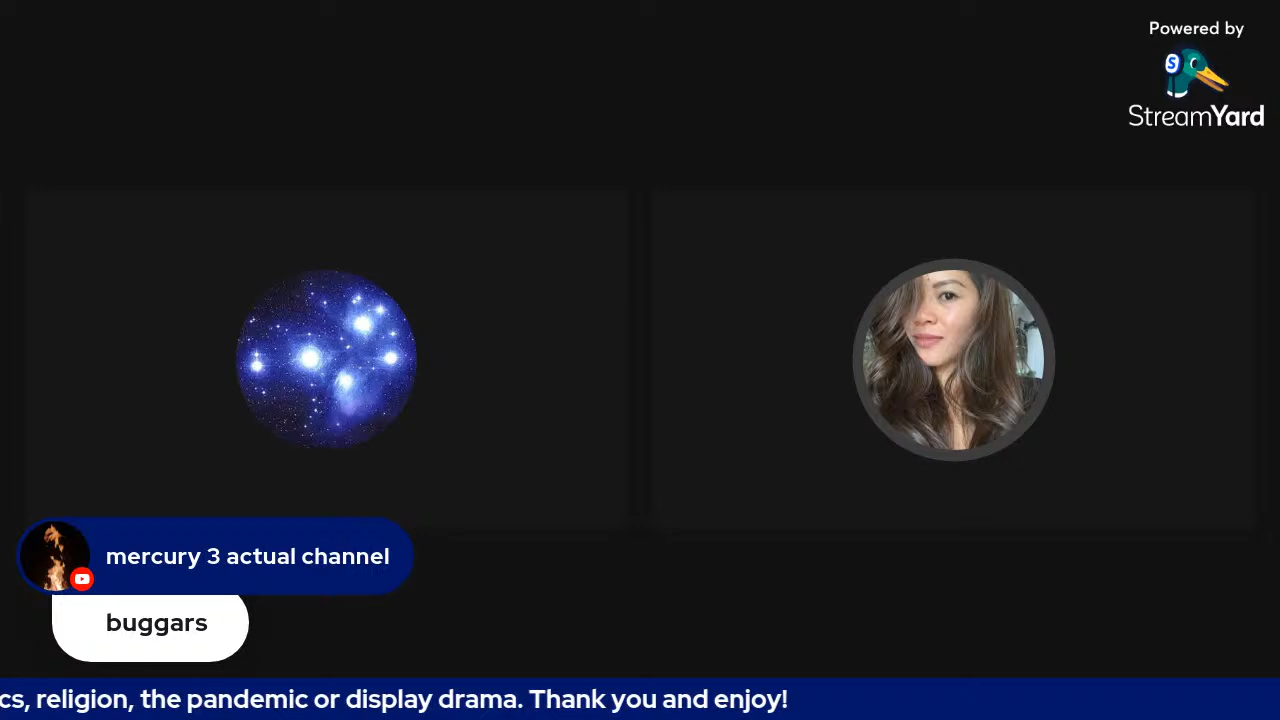 Powered by
S
StreamYard
mercury 3 actual channel
buggars
cs, religion, the pandemic or display drama. Thank you and enjoy!